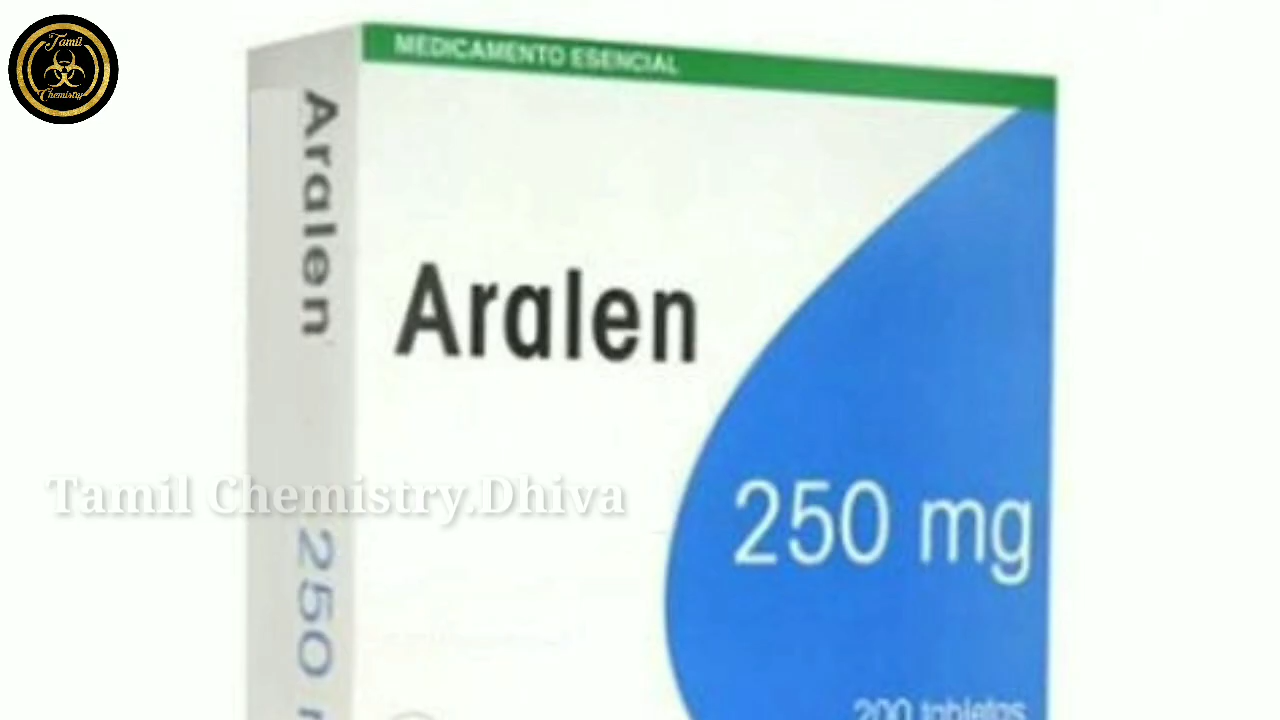 Tamil
Chemistry
MEDICAMENTO ESENCIAL
Aralen
Aralen
250 mg
Tamil Chemistry.Dhiva
250
200 tabletas